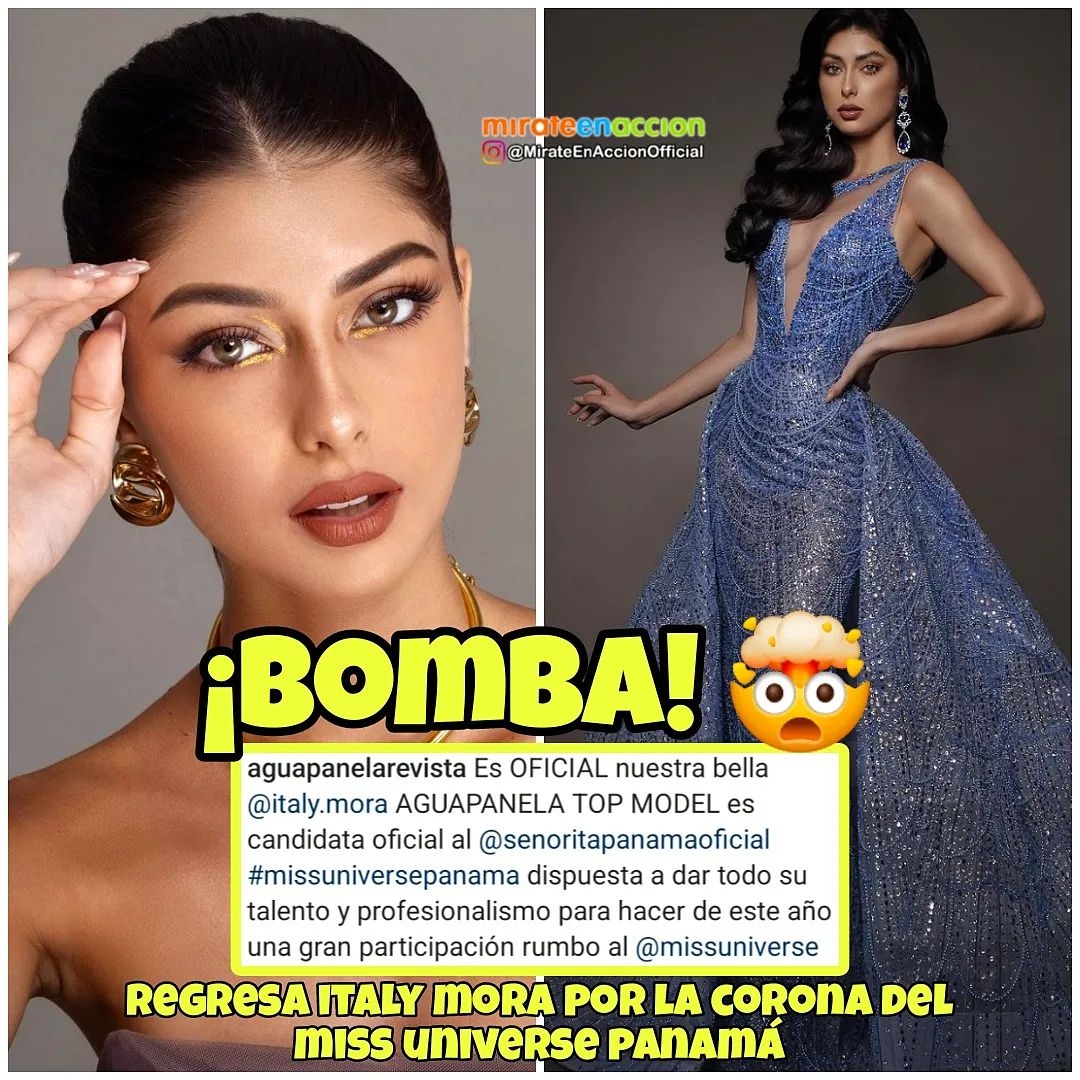 mirateenaccion
@MirateEnAccionOfficial
¡BOMBA!
aguapanelarevista Es OFICIAL nuestra bella
@italy.mora AGUAPANELA TOP MODEL es
candidata oficial al @senoritapanamaoficial
#missuniversepanama dispuesta a dar todo su
talento y profesionalismo para hacer de este año
una gran participación rumbo al @missuniverse
REGRESA ITALY MORA POR LA CORONA DEL
MISS UNIVERSE PANAMÁ